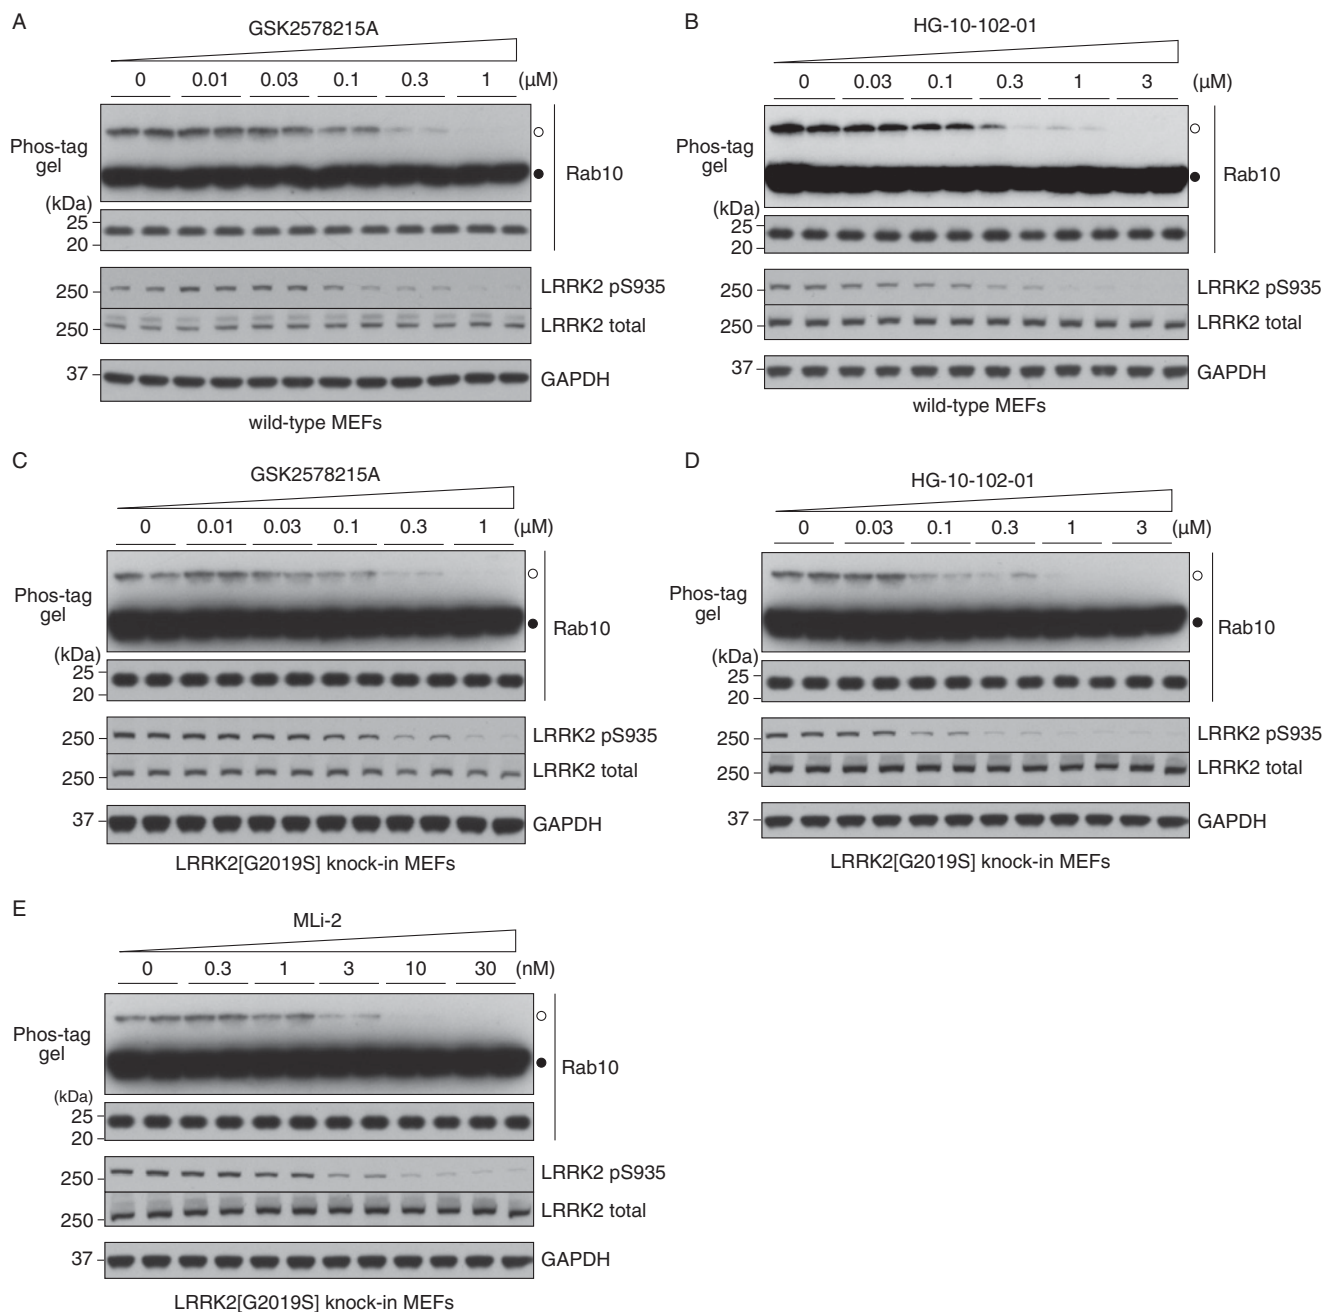 A
GSK2578215A
0 0.01 0.03 0.1 0.3 1 (µM)
Phos-tag
gel
Rab10
(kDa)
25
20
250
LRRK2 pS935
250
LRRK2 total
37
GAPDH
wild-type MEFs
B
HG-10-102-01
0 0.03 0.1 0.3 1 3 (µM)
Phos-tag
gel
Rab10
(kDa)
25
20
250
LRRK2 pS935
250
LRRK2 total
37
GAPDH
wild-type MEFs
C
GSK2578215A
0 0.01 0.03 0.1 0.3 1 (µM)
Phos-tag
gel
Rab10
(kDa)
25
20
250
LRRK2 pS935
250
LRRK2 total
37
GAPDH
LRRK2[G2019S] knock-in MEFs
D
HG-10-102-01
0 0.03 0.1 0.3 1 3 (µM)
Phos-tag
gel
Rab10
(kDa)
25
20
250
LRRK2 pS935
250
LRRK2 total
37
GAPDH
LRRK2[G2019S] knock-in MEFs
E
MLi-2
0 0.3 1 3 10 30 (nM)
Phos-tag
gel
Rab10
(kDa)
25
20
250
LRRK2 pS935
250
LRRK2 total
37
GAPDH
LRRK2[G2019S] knock-in MEFs